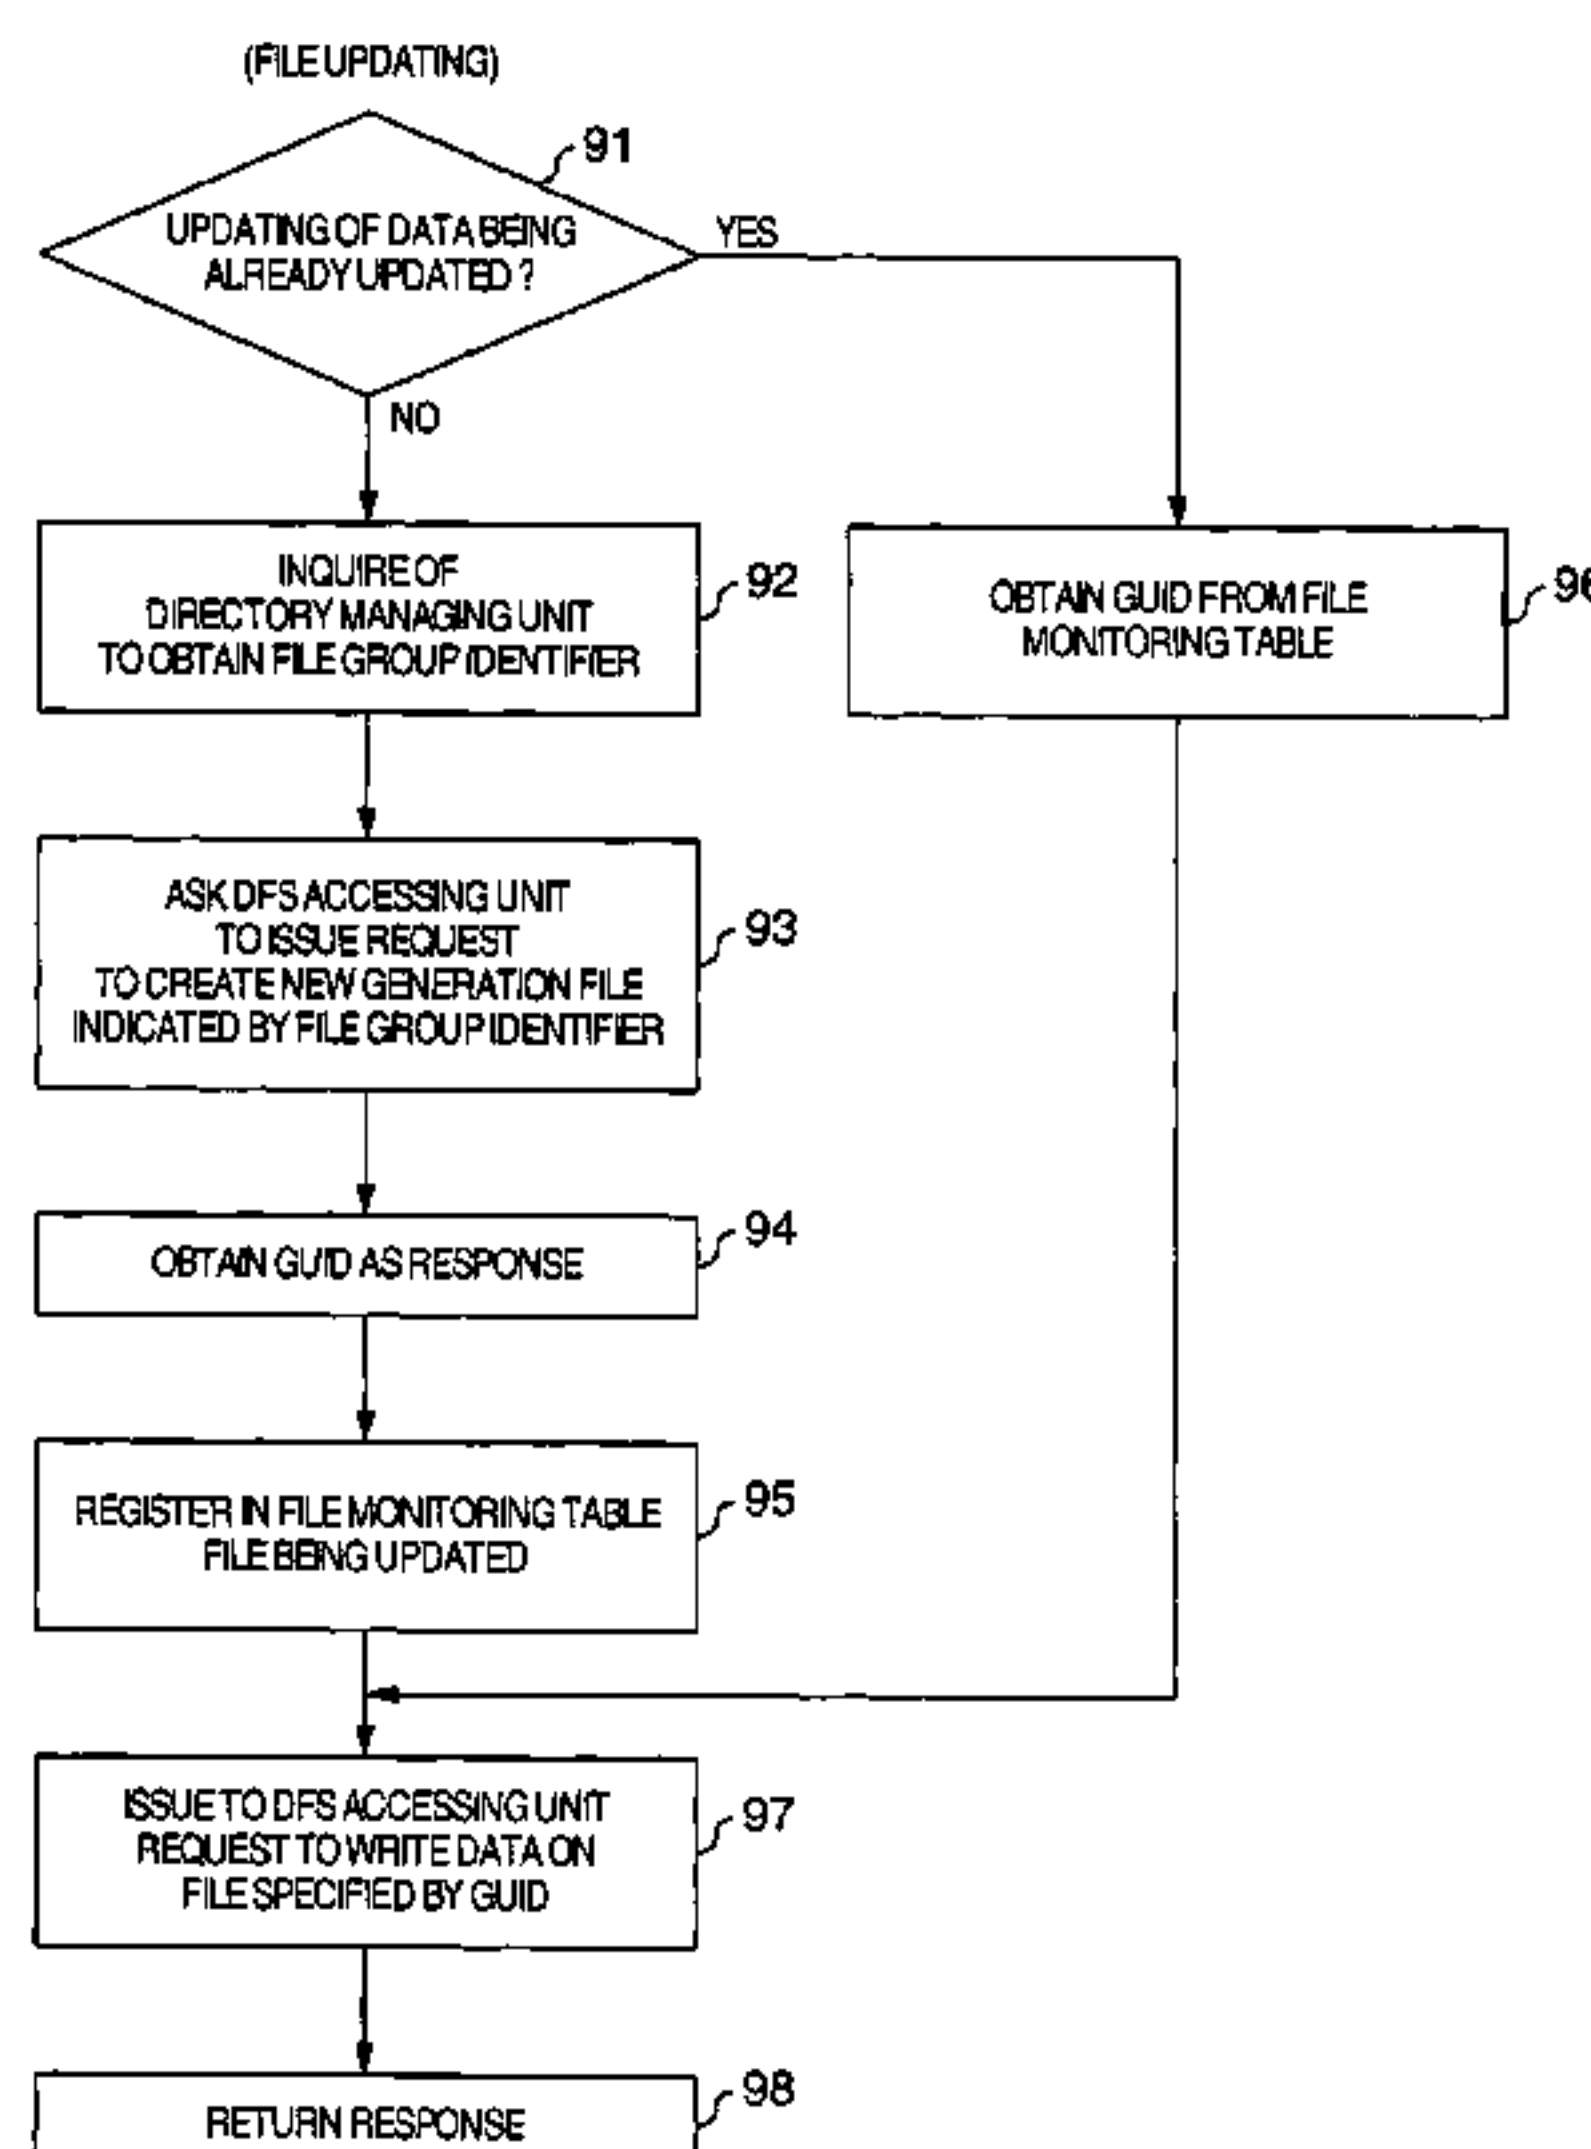 (FILE UPDATING)
91
UPDATING OF DATA BEING
ALREADY UPDATED ?
YES
NO
INQUIRE OF
DIRECTORY MANAGING UNIT
TO OBTAIN FILE GROUP IDENTIFIER
92
OBTAIN GUID FROM FILE
MONITORING TABLE
96
ASK DFS ACCESSING UNIT
TO ISSUE REQUEST
TO CREATE NEW GENERATION FILE
INDICATED BY FILE GROUP IDENTIFIER
93
OBTAIN GUID AS RESPONSE
94
REGISTER IN FILE MONITORING TABLE
FILE BEING UPDATED
95
ISSUE TO DFS ACCESSING UNIT
REQUEST TO WRITE DATA ON
FILE SPECIFIED BY GUID
97
RETURN RESPONSE
98